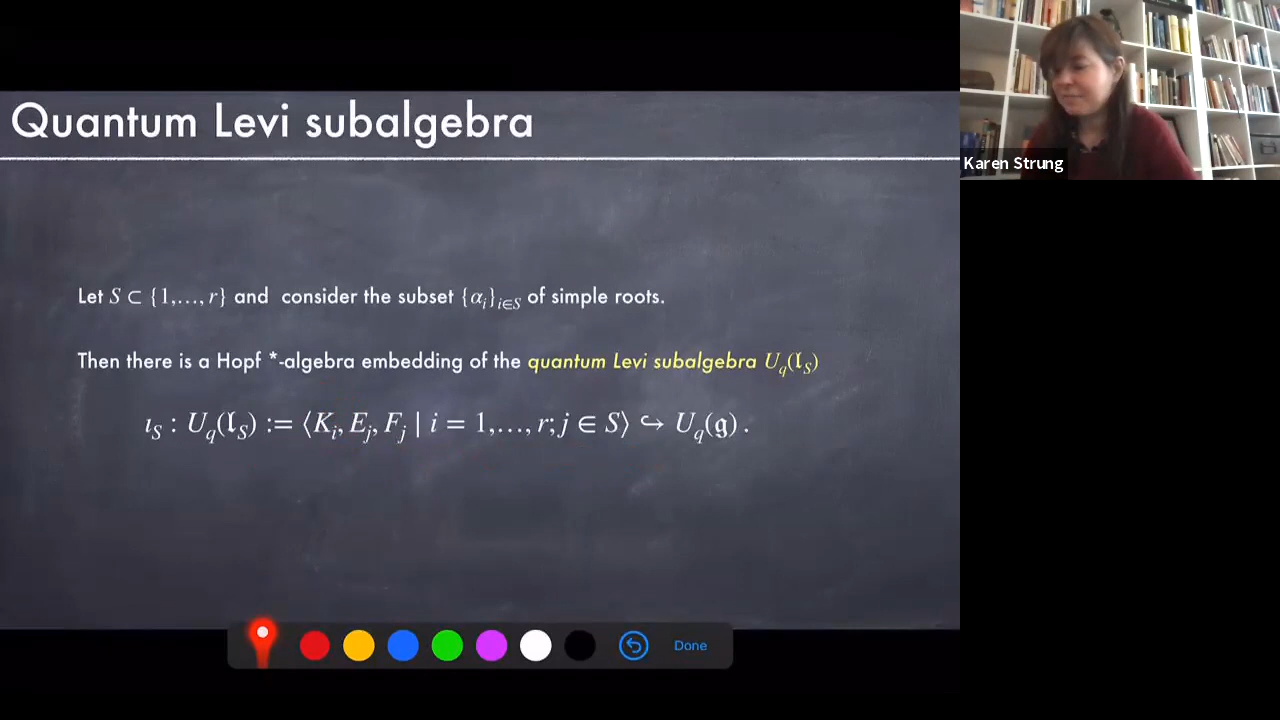 Quantum Levi subalgebra
Karen Strung
Let S ⊂ {1,…,r} and consider the subset {α_i}_{i∈S} of simple roots.
Then there is a Hopf *-algebra embedding of the quantum Levi subalgebra U_q(𝔩_S)
ι_S : U_q(𝔩_S) := ⟨K_i, E_j, F_j | i = 1,…, r; j ∈ S⟩ ↪ U_q(𝔤) .
Done